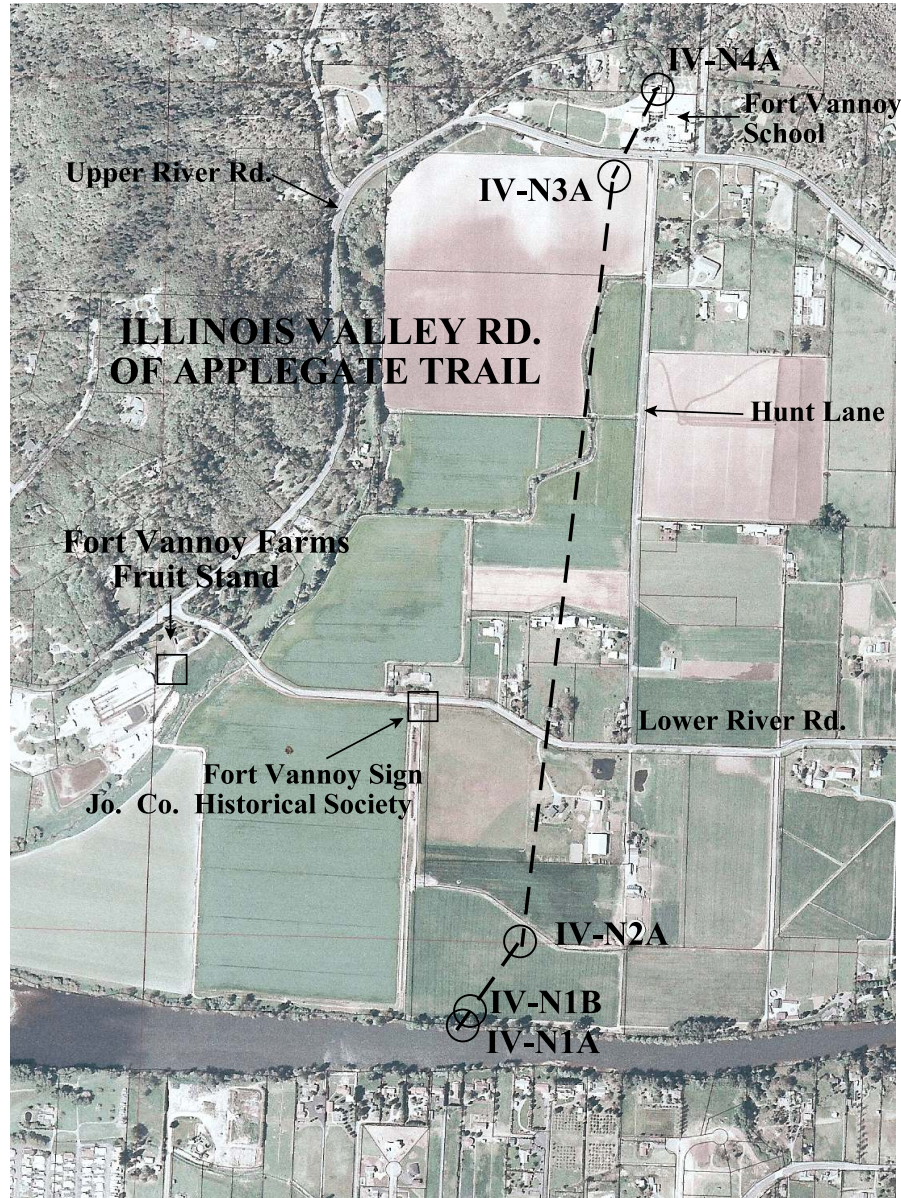 IV-N4A
Fort Vannoy
School
Upper River Rd.
IV-N3A
ILLINOIS VALLEY RD.
OF APPLEGATE TRAIL
Hunt Lane
Fort Vannoy Farms
Fruit Stand
Lower River Rd.
Fort Vannoy Sign
Jo. Co. Historical Society
IV-N2A
IV-N1B
IV-N1A